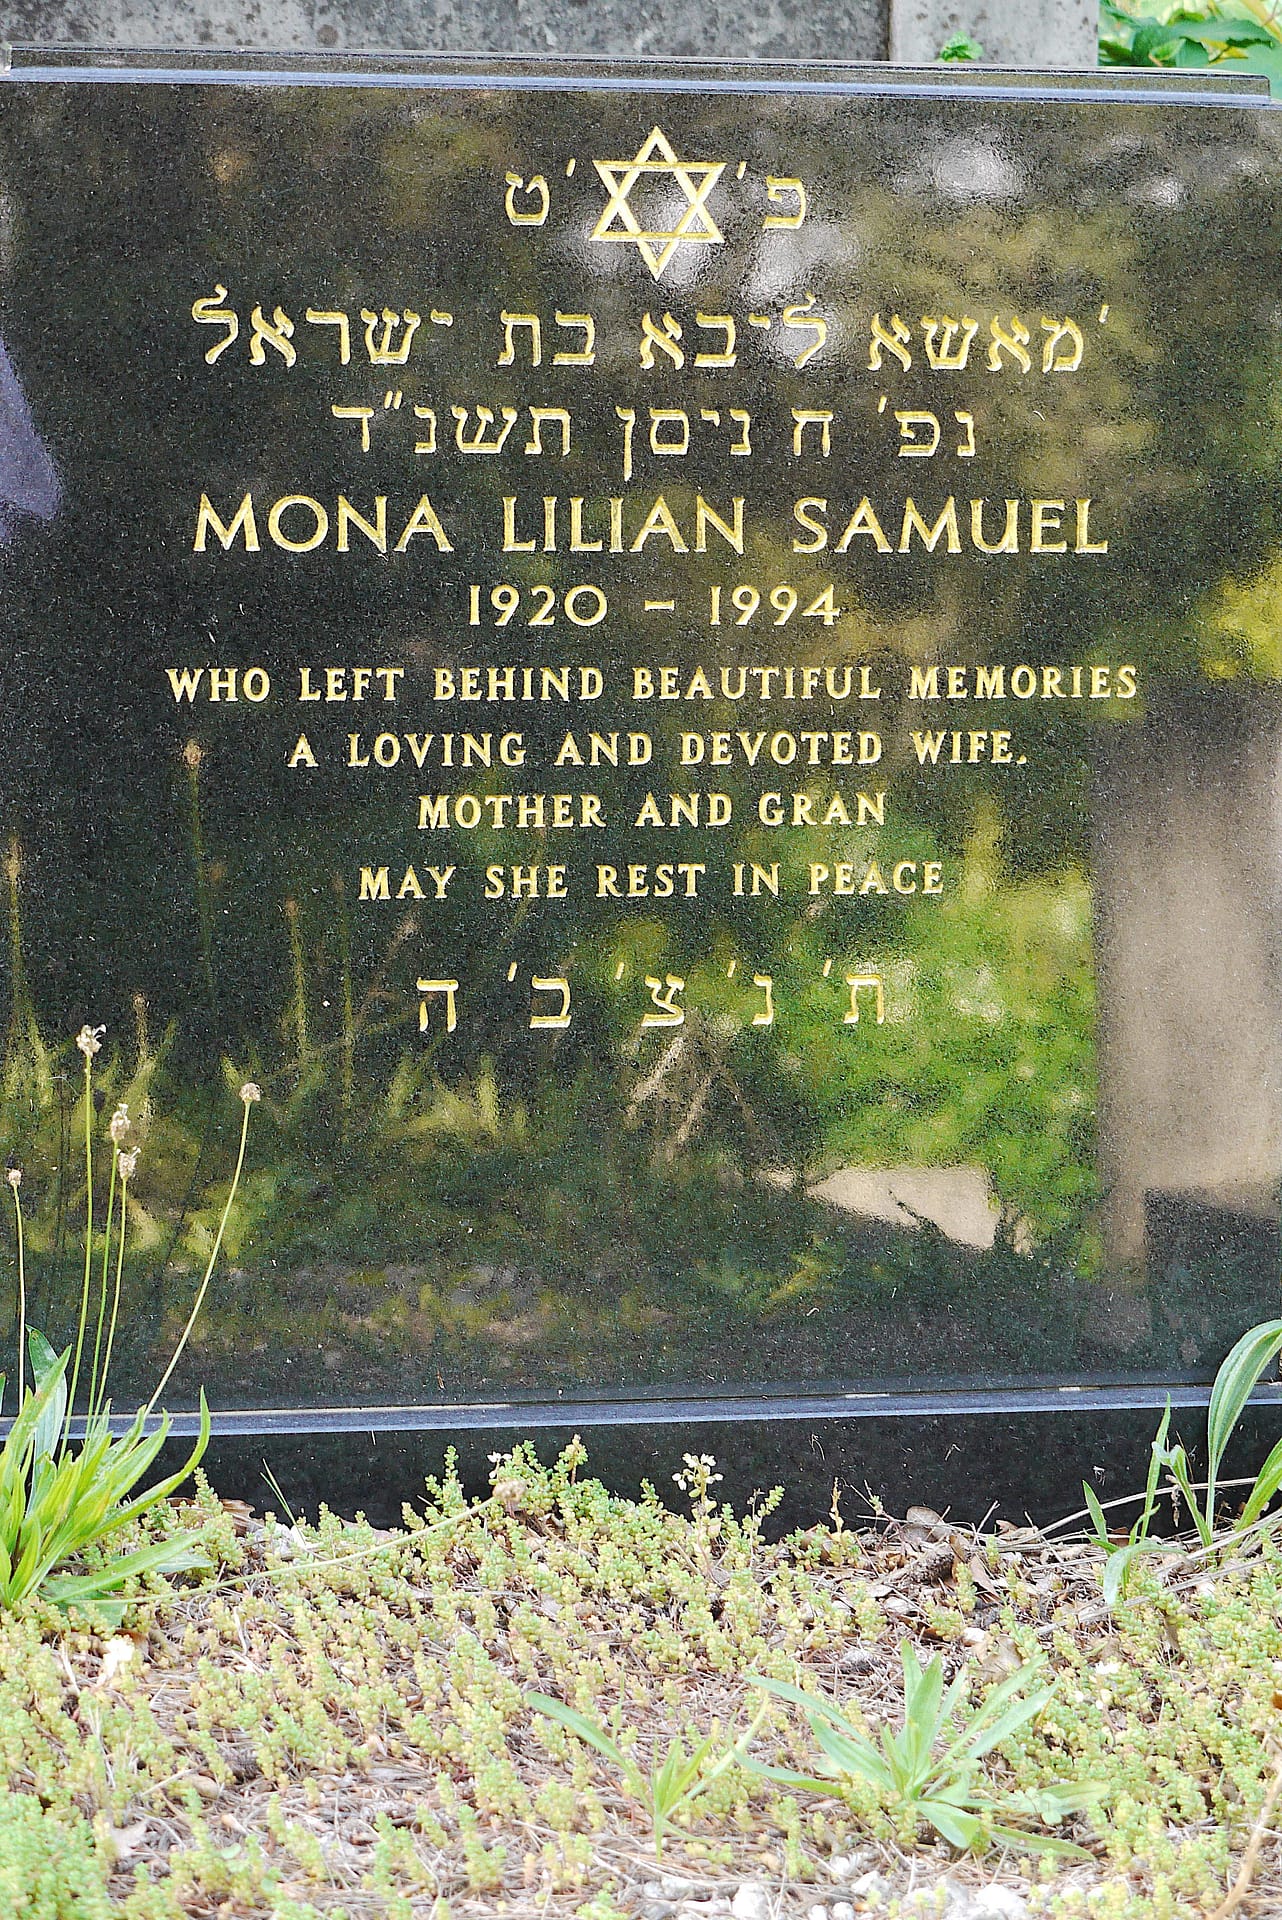 פ' ט'
מאשא ליבא בת ישראל'
נפ' ח' ניסן תשנ"ד
MONA LILIAN SAMUEL
1920 - 1994
WHO LEFT BEHIND BEAUTIFUL MEMORIES
A LOVING AND DEVOTED WIFE,
MOTHER AND GRAN
MAY SHE REST IN PEACE
ת' נ' צ' ב' ה